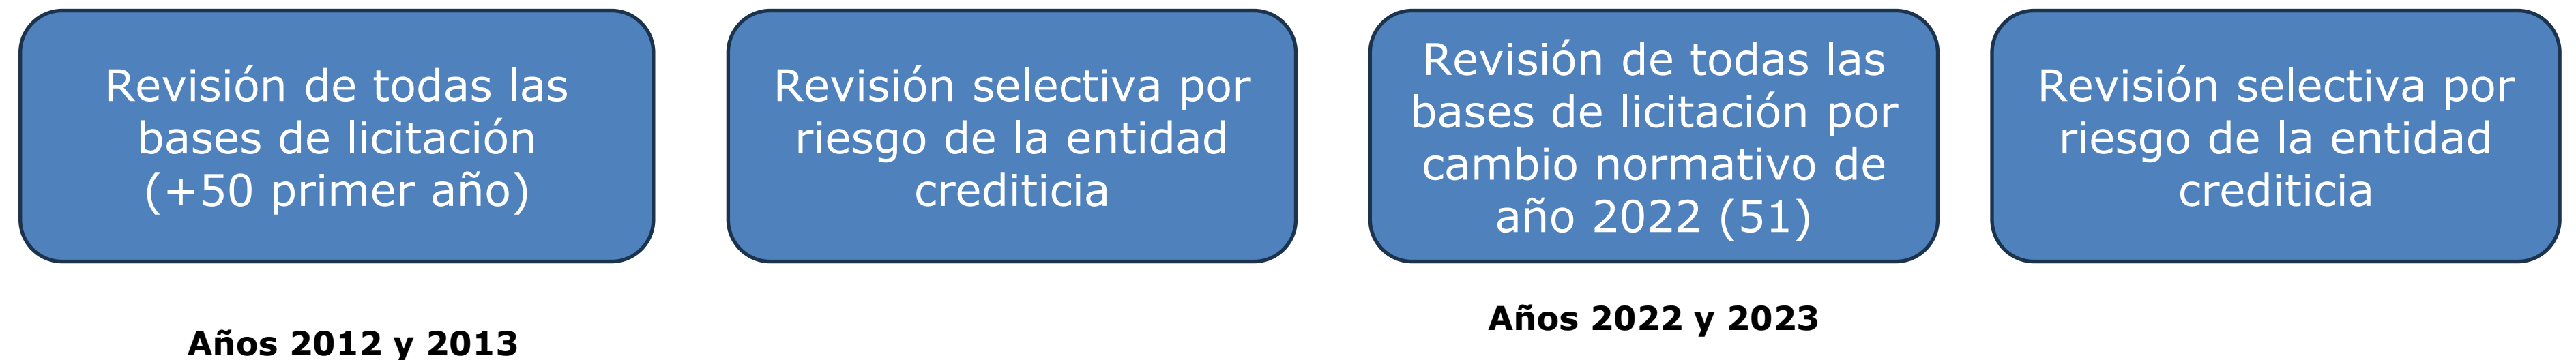 Revisión de todas las
bases de licitación
(+50 primer año)
Revisión selectiva por
riesgo de la entidad
crediticia
Revisión de todas las
bases de licitación por
cambio normativo de
año 2022 (51)
Revisión selectiva por
riesgo de la entidad
crediticia
Años 2012 y 2013
Años 2022 y 2023